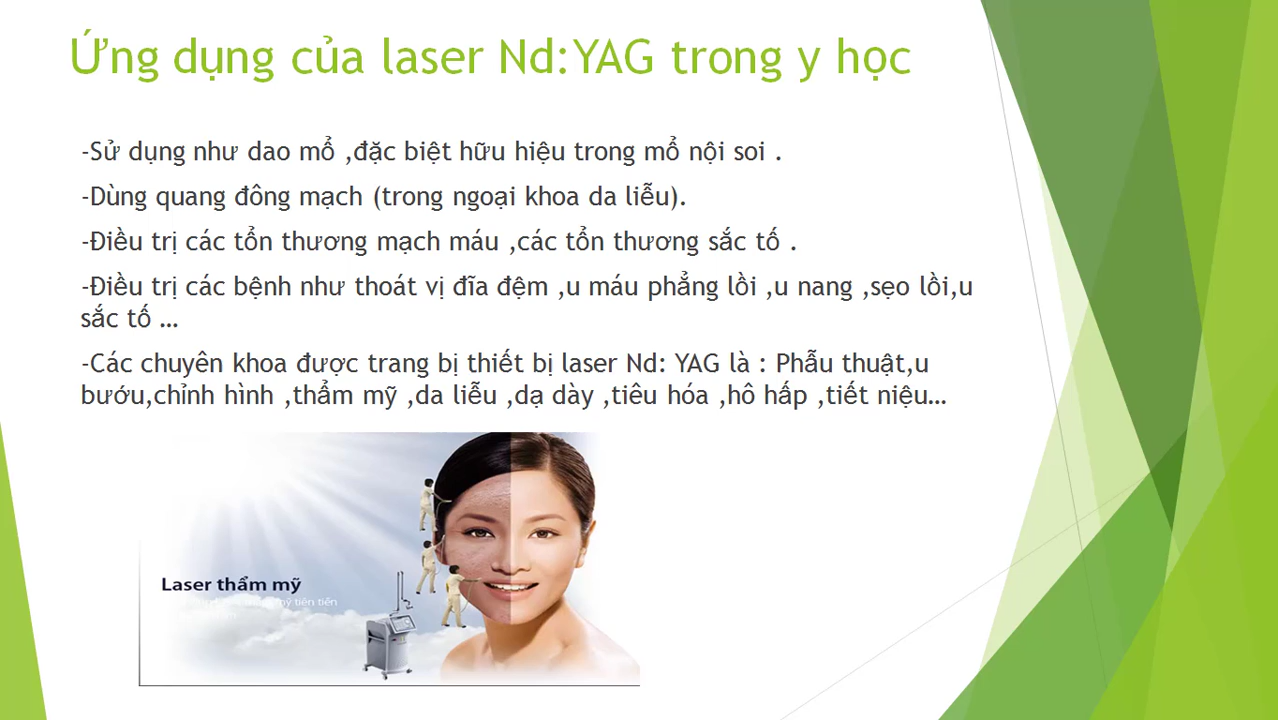 Ứng dụng của laser Nd:YAG trong y học
-Sử dụng như dao mổ ,đặc biệt hữu hiệu trong mổ nội soi .
-Dùng quang đông mạch (trong ngoại khoa da liễu).
-Điều trị các tổn thương mạch máu ,các tổn thương sắc tố .
-Điều trị các bệnh như thoát vị đĩa đệm ,u máu phẳng lồi ,u nang ,sẹo lồi,u
sắc tố …
-Các chuyên khoa được trang bị thiết bị laser Nd: YAG là : Phẫu thuật,u
bướu,chỉnh hình ,thẩm mỹ ,da liễu ,dạ dày ,tiêu hóa ,hô hấp ,tiết niệu…
Laser thẩm mỹ
mỹ tiên tiến